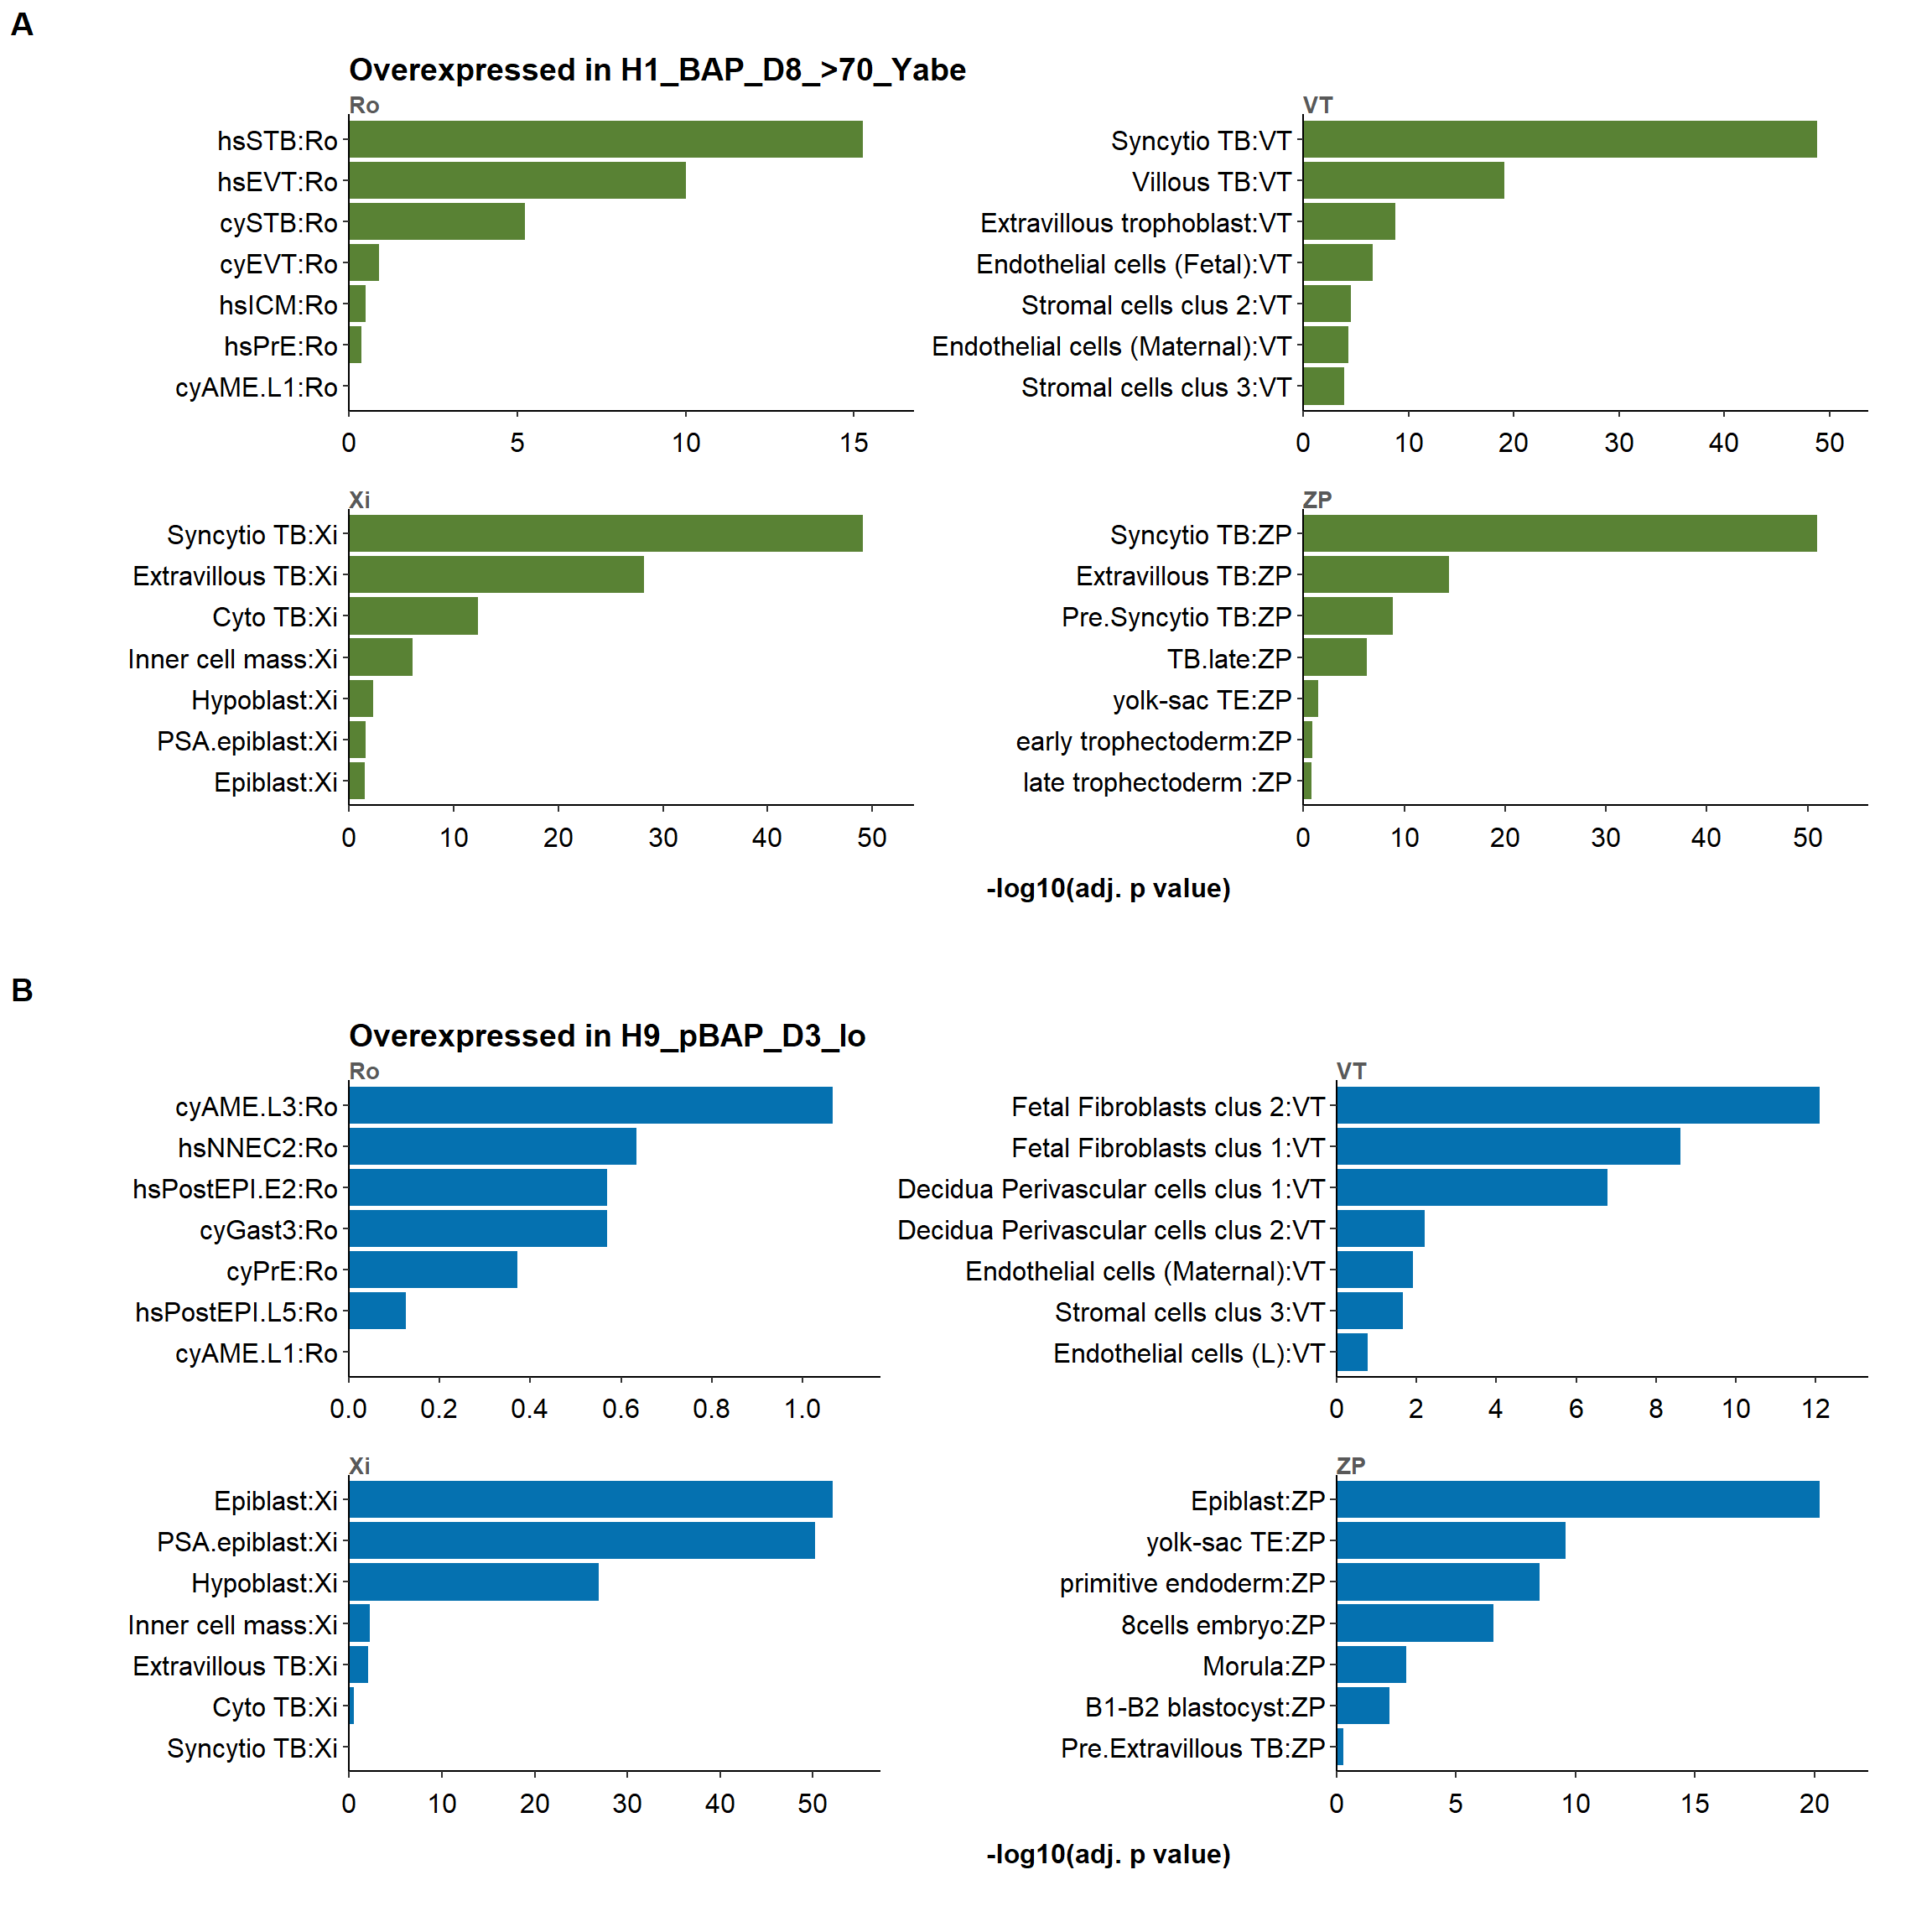 A
Overexpressed in H1_BAP_D8_>70_Yabe
Ro
hsSTB:Ro
hsEVT:Ro
cySTB:Ro
cyEVT:Ro
hsICM:Ro
hsPrE:Ro
cyAME.L1:Ro
0 5 10 15
VT
Syncytio TB:VT
Villous TB:VT
Extravillous trophoblast:VT
Endothelial cells (Fetal):VT
Stromal cells clus 2:VT
Endothelial cells (Maternal):VT
Stromal cells clus 3:VT
0 10 20 30 40 50
Xi
Syncytio TB:Xi
Extravillous TB:Xi
Cyto TB:Xi
Inner cell mass:Xi
Hypoblast:Xi
PSA.epiblast:Xi
Epiblast:Xi
0 10 20 30 40 50
ZP
Syncytio TB:ZP
Extravillous TB:ZP
Pre.Syncytio TB:ZP
TB.late:ZP
yolk-sac TE:ZP
early trophectoderm:ZP
late trophectoderm :ZP
0 10 20 30 40 50
-log10(adj. p value)
B
Overexpressed in H9_pBAP_D3_lo
Ro
cyAME.L3:Ro
hsNNEC2:Ro
hsPostEPI.E2:Ro
cyGast3:Ro
cyPrE:Ro
hsPostEPI.L5:Ro
cyAME.L1:Ro
0.0 0.2 0.4 0.6 0.8 1.0
VT
Fetal Fibroblasts clus 2:VT
Fetal Fibroblasts clus 1:VT
Decidua Perivascular cells clus 1:VT
Decidua Perivascular cells clus 2:VT
Endothelial cells (Maternal):VT
Stromal cells clus 3:VT
Endothelial cells (L):VT
0 2 4 6 8 10 12
Xi
Epiblast:Xi
PSA.epiblast:Xi
Hypoblast:Xi
Inner cell mass:Xi
Extravillous TB:Xi
Cyto TB:Xi
Syncytio TB:Xi
0 10 20 30 40 50
ZP
Epiblast:ZP
yolk-sac TE:ZP
primitive endoderm:ZP
8cells embryo:ZP
Morula:ZP
B1-B2 blastocyst:ZP
Pre.Extravillous TB:ZP
0 5 10 15 20
-log10(adj. p value)